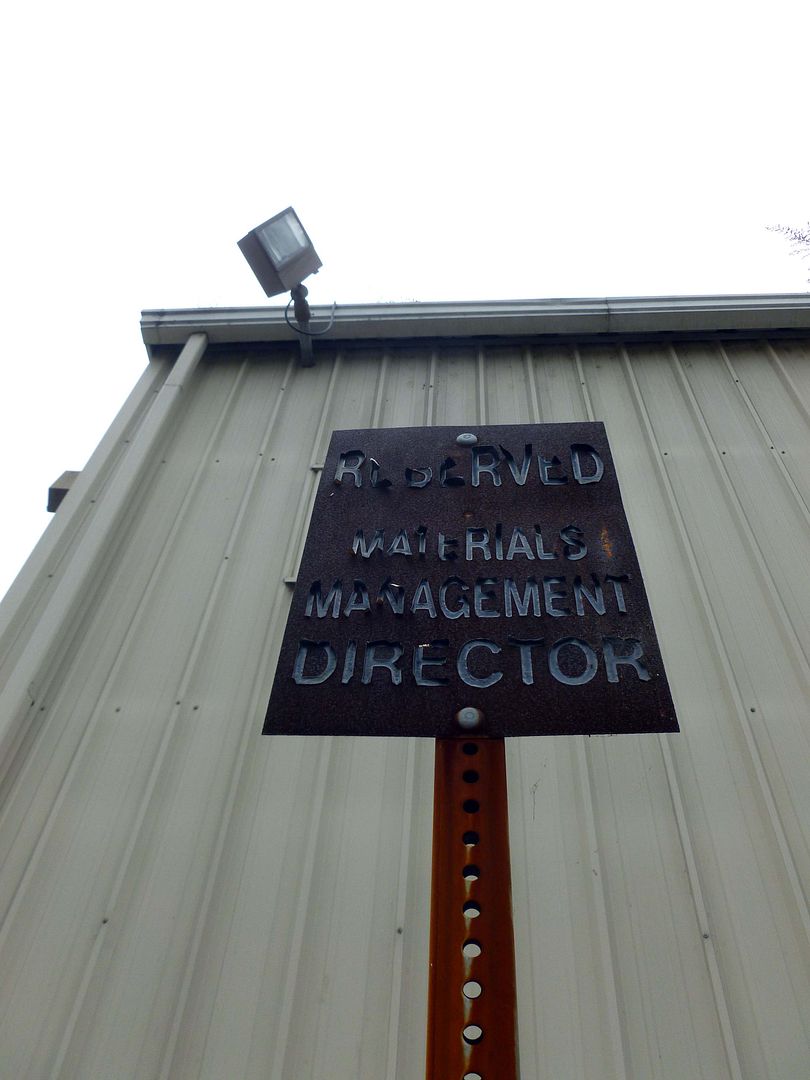 RESERVED
MATERIALS
MANAGEMENT
DIRECTOR